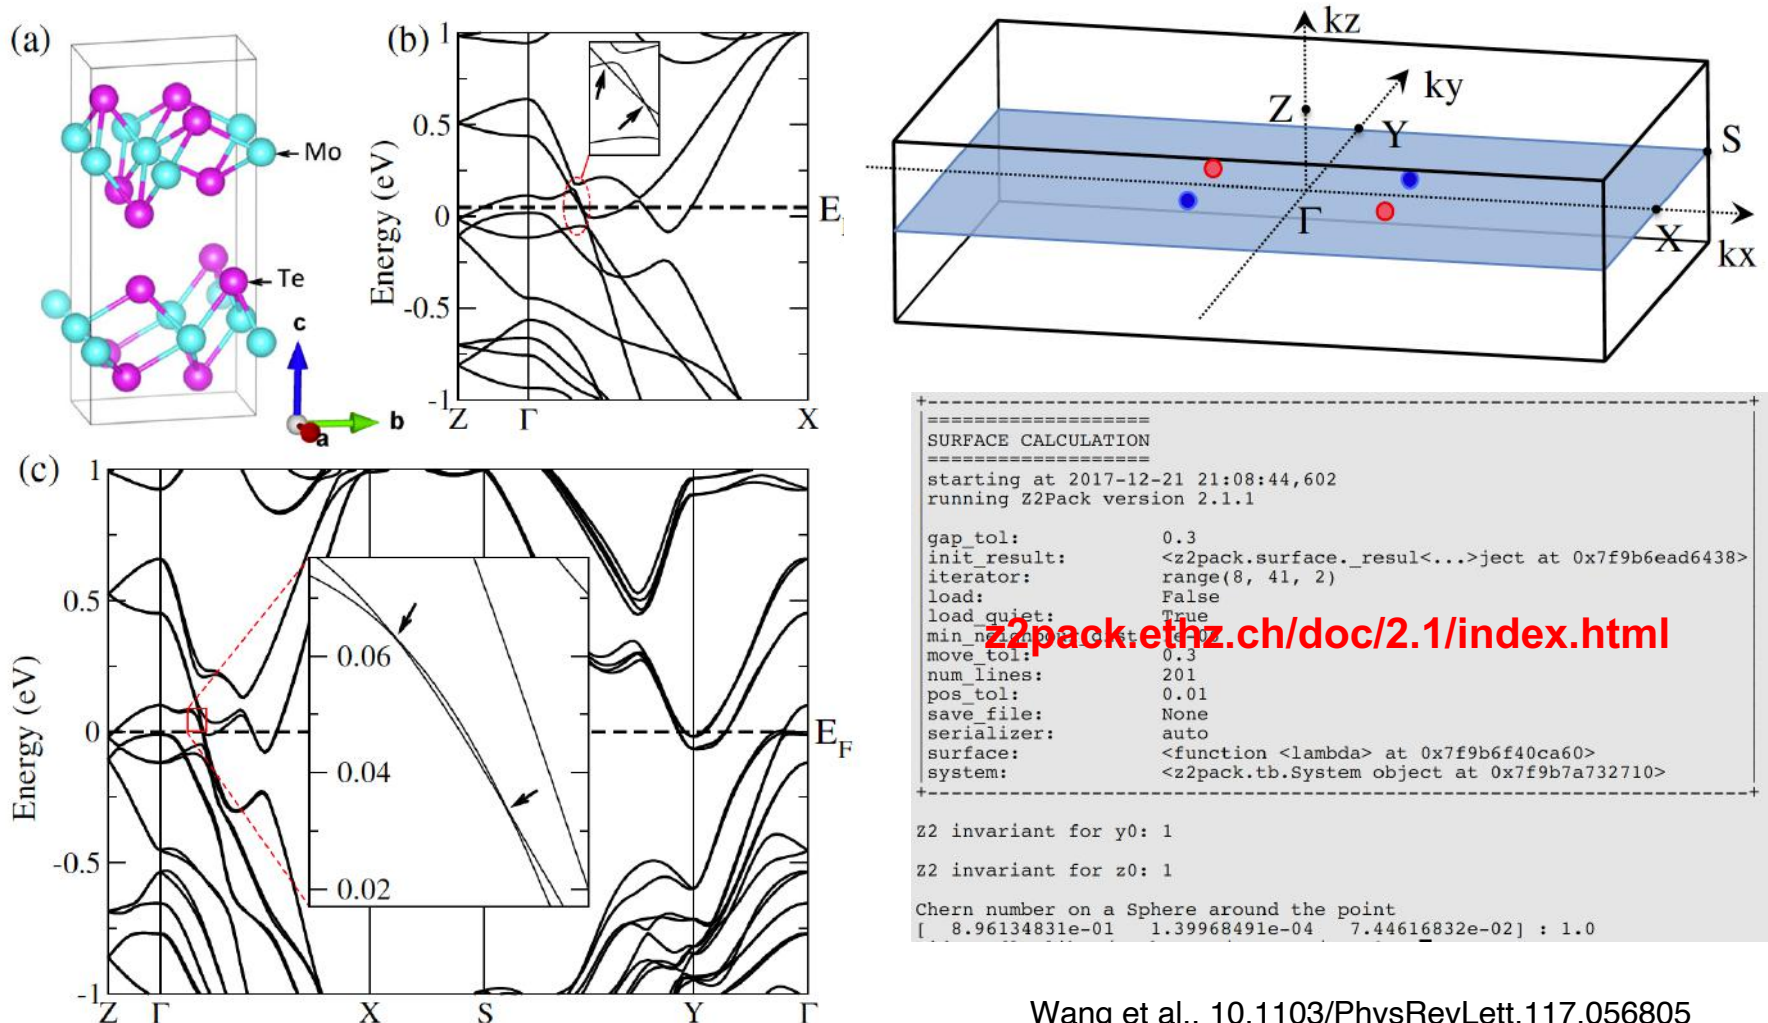 (a)
Mo
Te
c
b
a
(b)
1
0.5
0
-0.5
-1
Energy (eV)
Z
Γ
X
E
(c)
1
0.5
0
-0.5
-1
Energy (eV)
0.06
0.04
0.02
E_F
Z
Γ
X
S
Y
Γ
kz
ky
Z
Y
S
Γ
X
kx
+------------------------------------------------------------------------------+
===================
SURFACE CALCULATION
===================
starting at 2017-12-21 21:08:44,602
running Z2Pack version 2.1.1
gap_tol: 0.3
init_result: <z2pack.surface._resul<...>ject at 0x7f9b6ead6438>
iterator: range(8, 41, 2)
load: False
load_quiet: True
z2pack.ethz.ch/doc/2.1/index.html
move_tol: 0.3
num_lines: 201
pos_tol: 0.01
save_file: None
serializer: auto
surface: <function <lambda> at 0x7f9b6f40ca60>
system: <z2pack.tb.System object at 0x7f9b7a732710>
+------------------------------------------------------------------------------+
Z2 invariant for y0: 1
Z2 invariant for z0: 1
Chern number on a Sphere around the point
[ 8.96134831e-01 1.39968491e-04 7.44616832e-02] : 1.0
Wang et al., 10.1103/PhysRevLett.117.056805